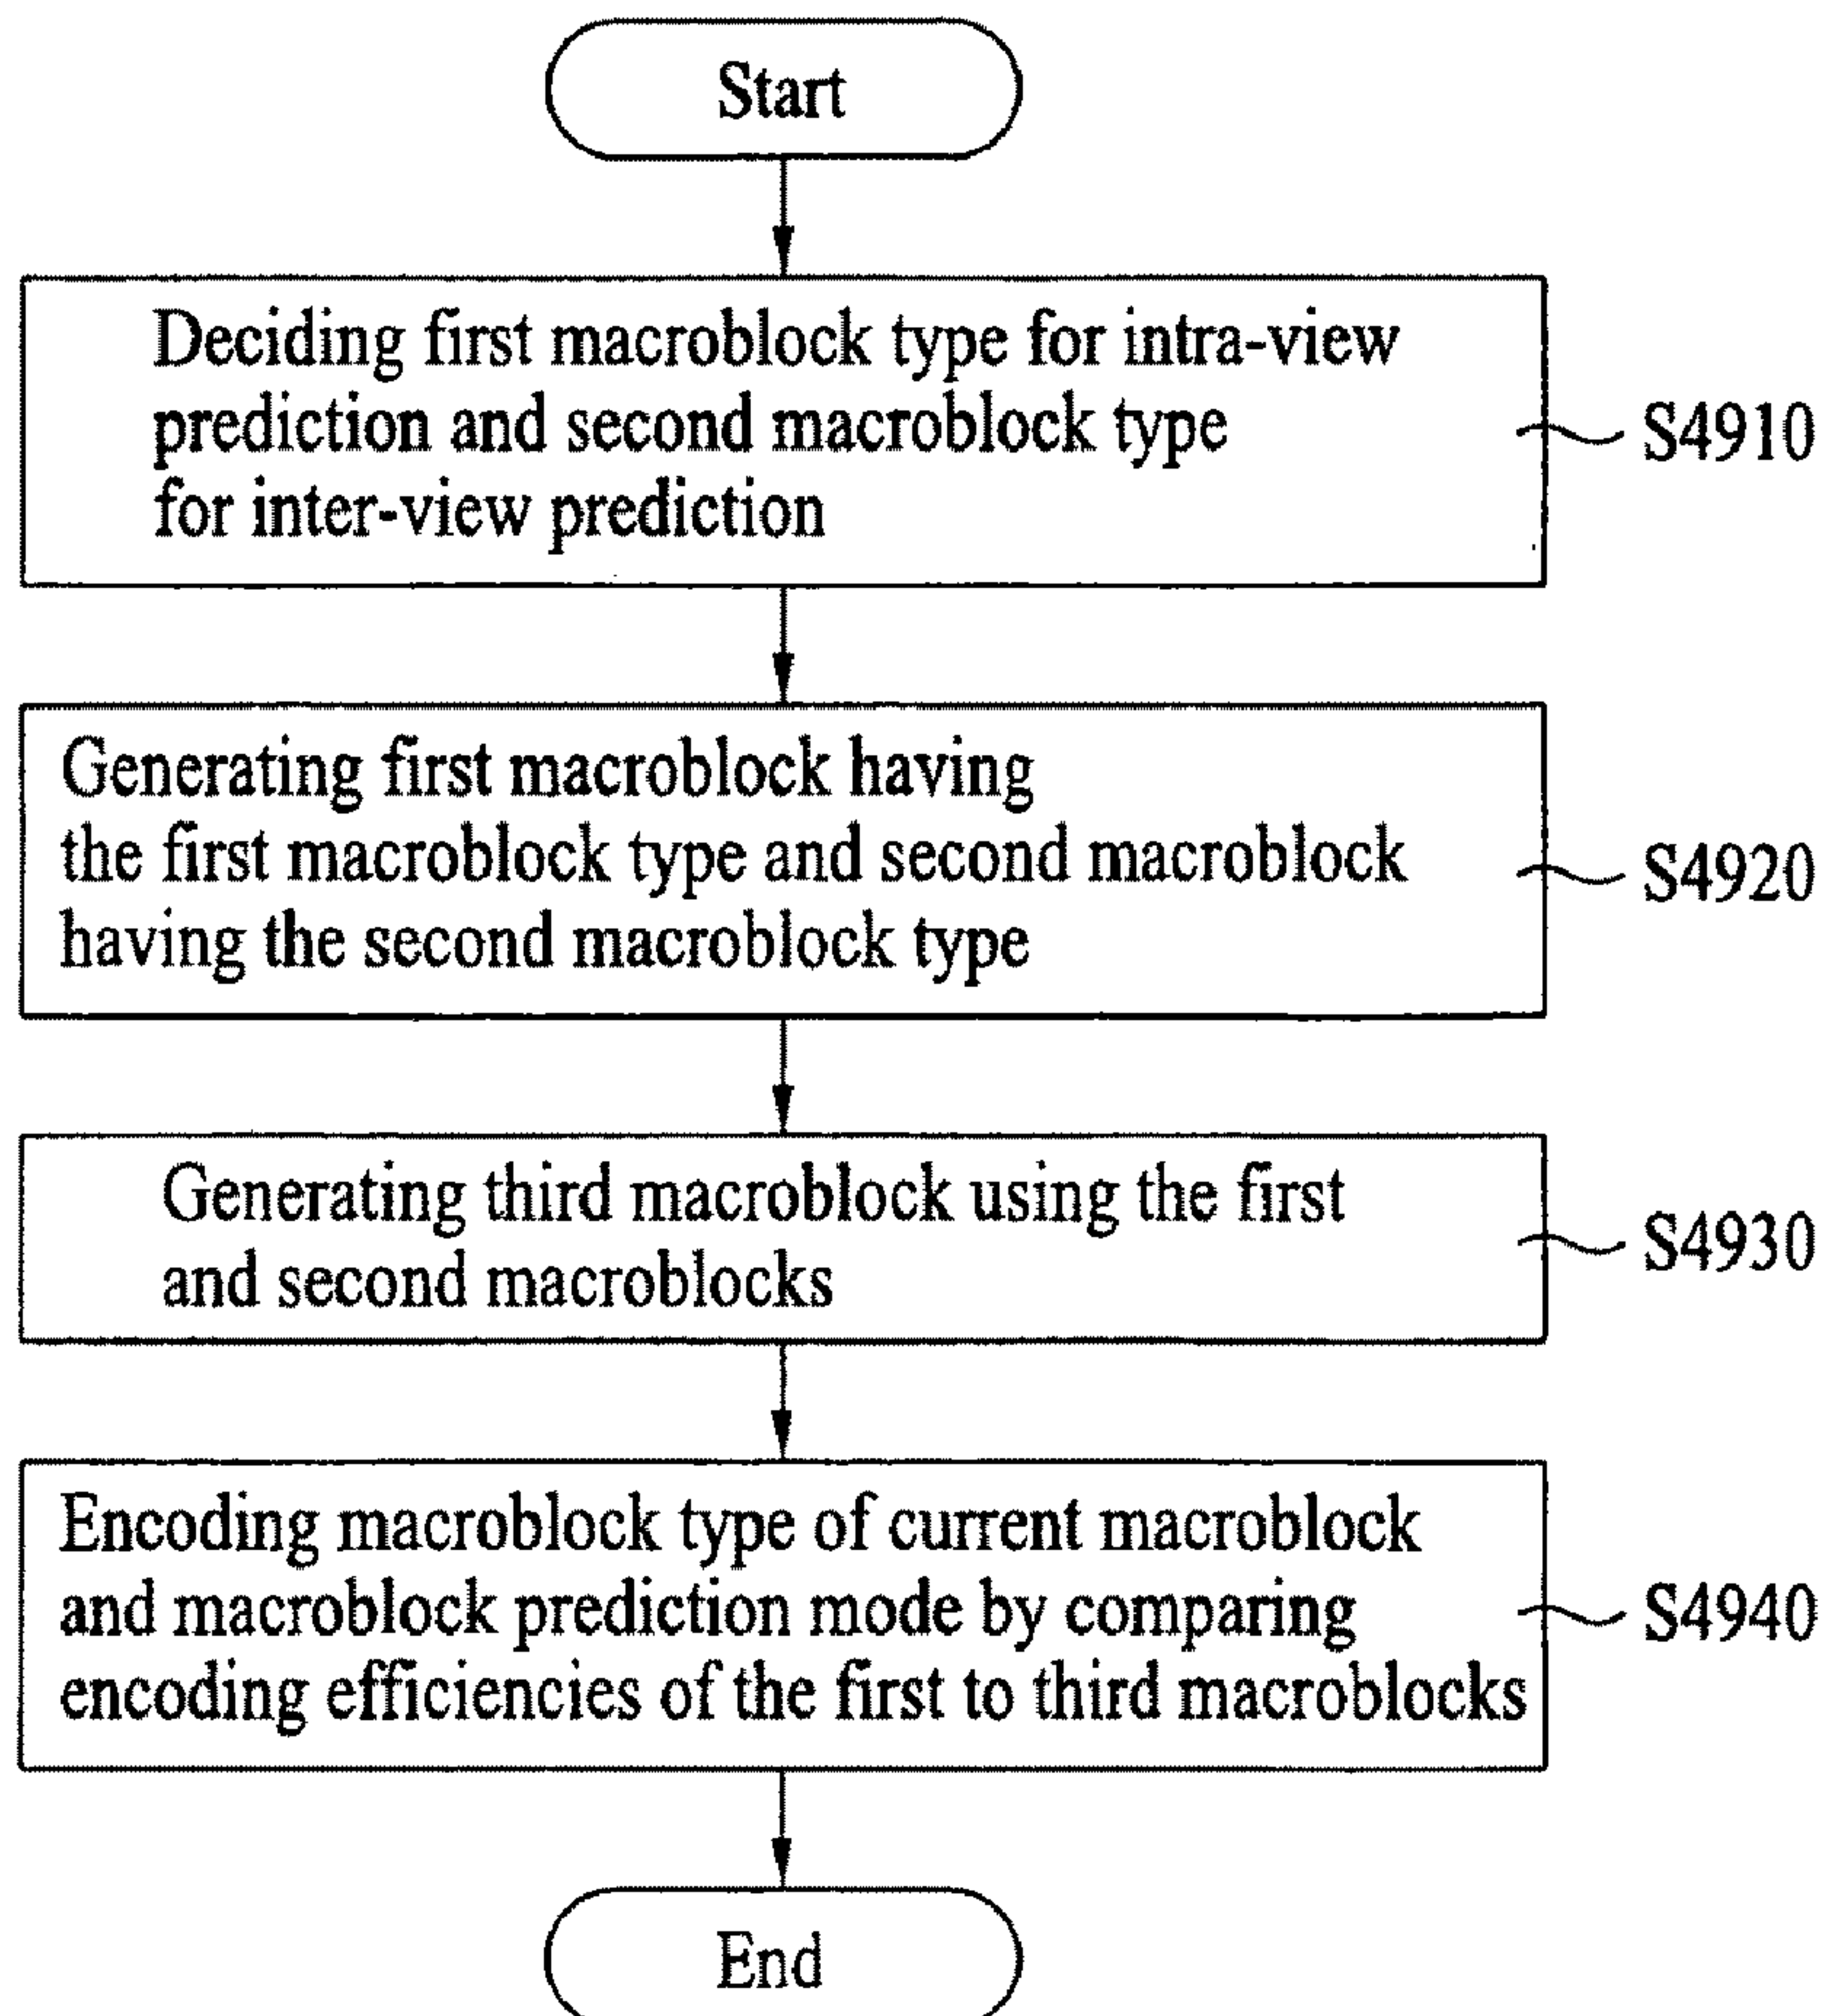 Start
Deciding first macroblock type for intra-view
prediction and second macroblock type
for inter-view prediction
S4910
Generating first macroblock having
the first macroblock type and second macroblock
having the second macroblock type
S4920
Generating third macroblock using the first
and second macroblocks
S4930
Encoding macroblock type of current macroblock
and macroblock prediction mode by comparing
encoding efficiencies of the first to third macroblocks
S4940
End